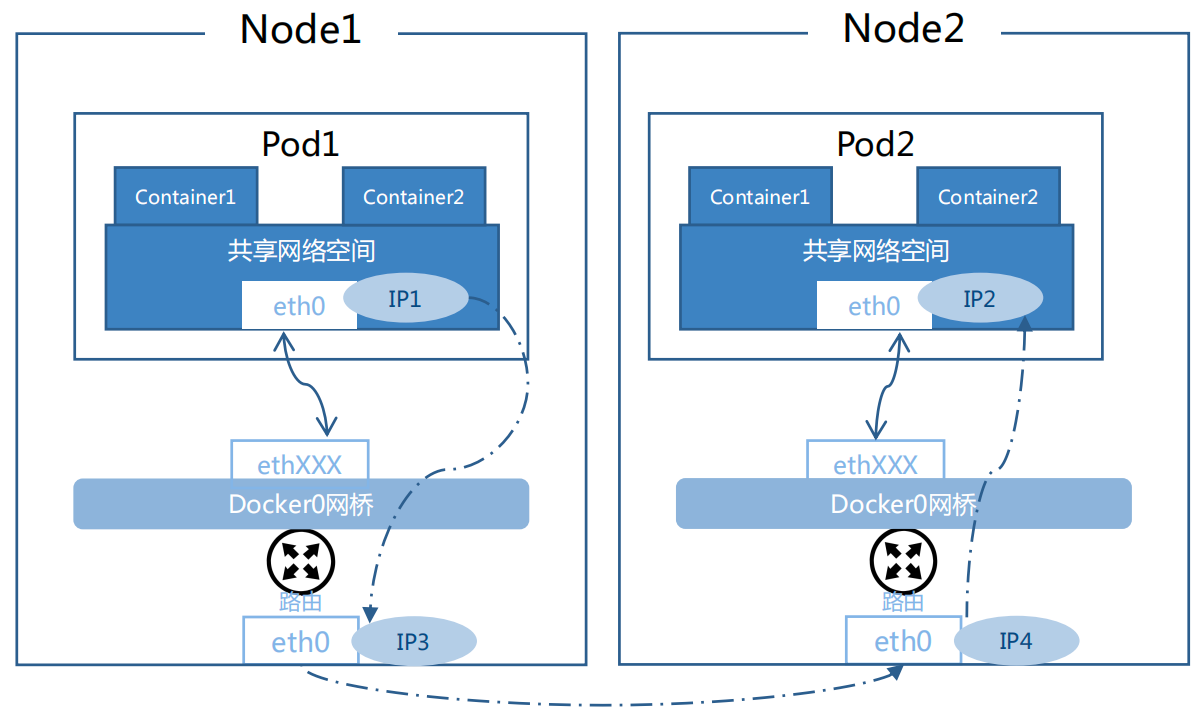 Node1
Pod1
Container1
Container2
共享网络空间
eth0
IP1
ethXXX
Docker0网桥
路由
eth0
IP3
Node2
Pod2
Container1
Container2
共享网络空间
eth0
IP2
ethXXX
Docker0网桥
路由
eth0
IP4